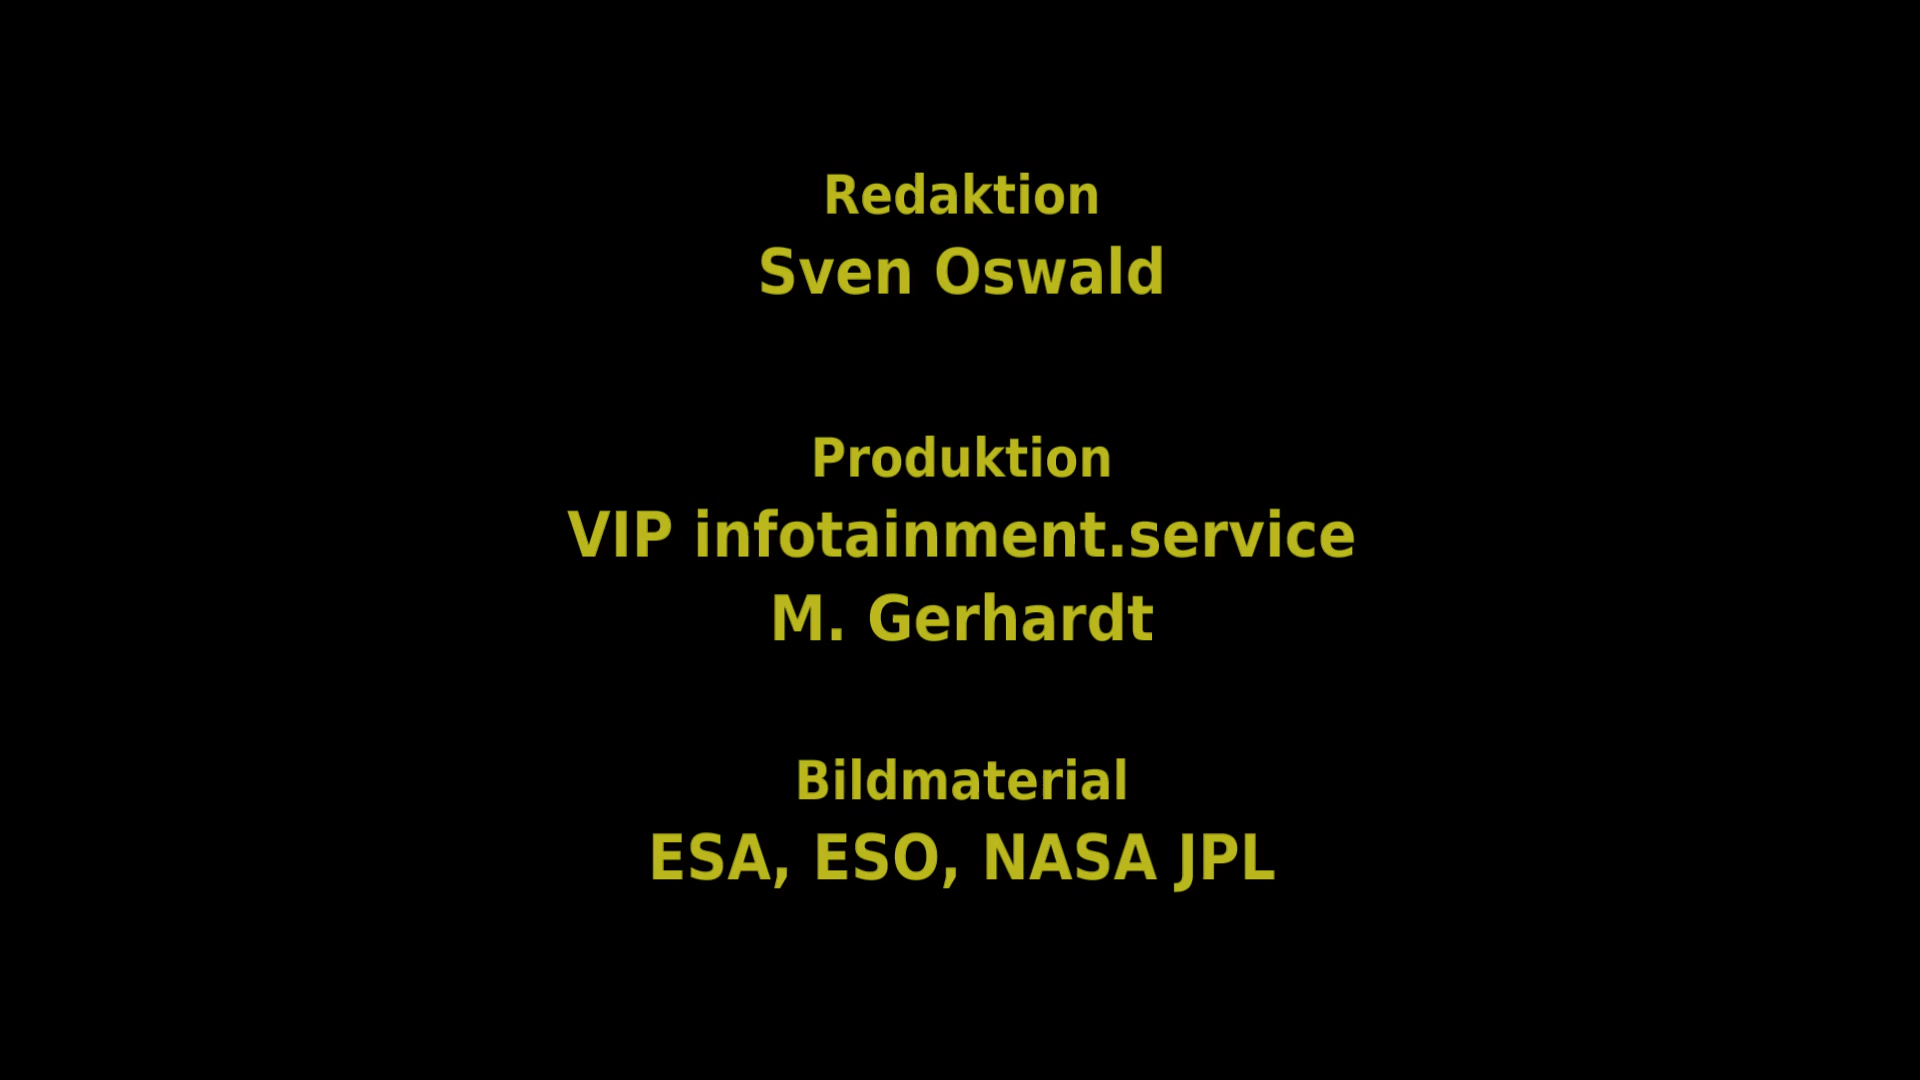 Redaktion
Sven Oswald
Produktion
VIP infotainment.service
M. Gerhardt
Bildmaterial
ESA, ESO, NASA JPL